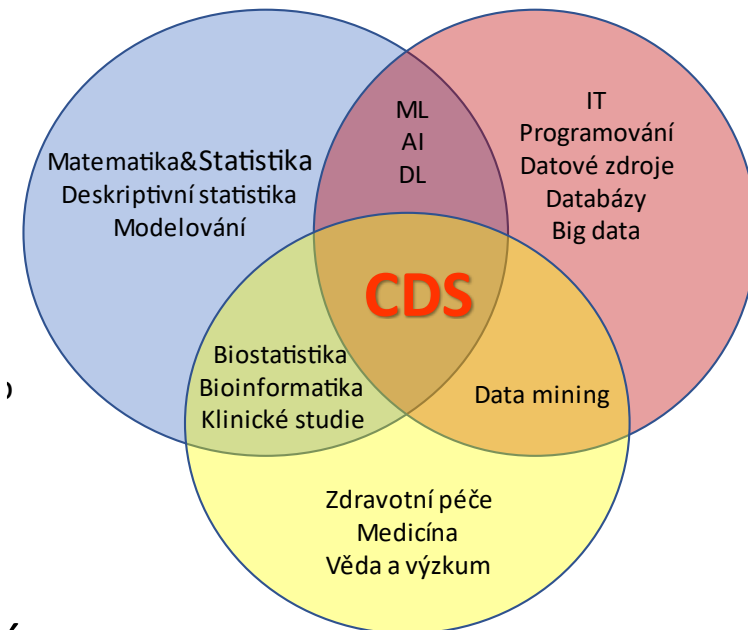 ML
AI
DL
IT
Programování
Datové zdroje
Databázy
Big data
Matematika&Statistika
Deskriptivní statistika
Modelování
CDS
Biostatistika
Bioinformatika
Klinické studie
Data mining
Zdravotní péče
Medicína
Věda a výzkum